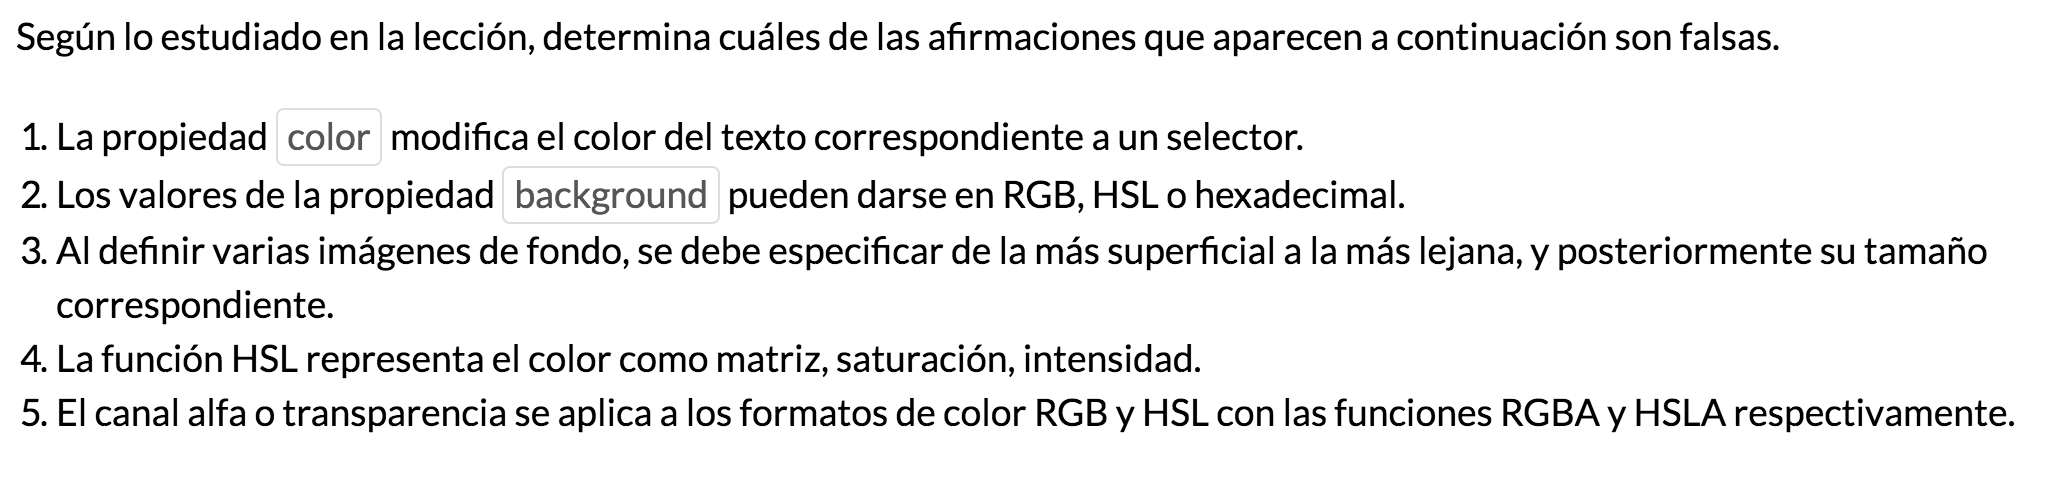 Según lo estudiado en la lección, determina cuáles de las afirmaciones que aparecen a continuación son falsas.
1. La propiedad color modifica el color del texto correspondiente a un selector.
2. Los valores de la propiedad background pueden darse en RGB, HSL o hexadecimal.
3. Al definir varias imágenes de fondo, se debe especificar de la más superficial a la más lejana, y posteriormente su tamaño
correspondiente.
4. La función HSL representa el color como matriz, saturación, intensidad.
5. El canal alfa o transparencia se aplica a los formatos de color RGB y HSL con las funciones RGBA y HSLA respectivamente.